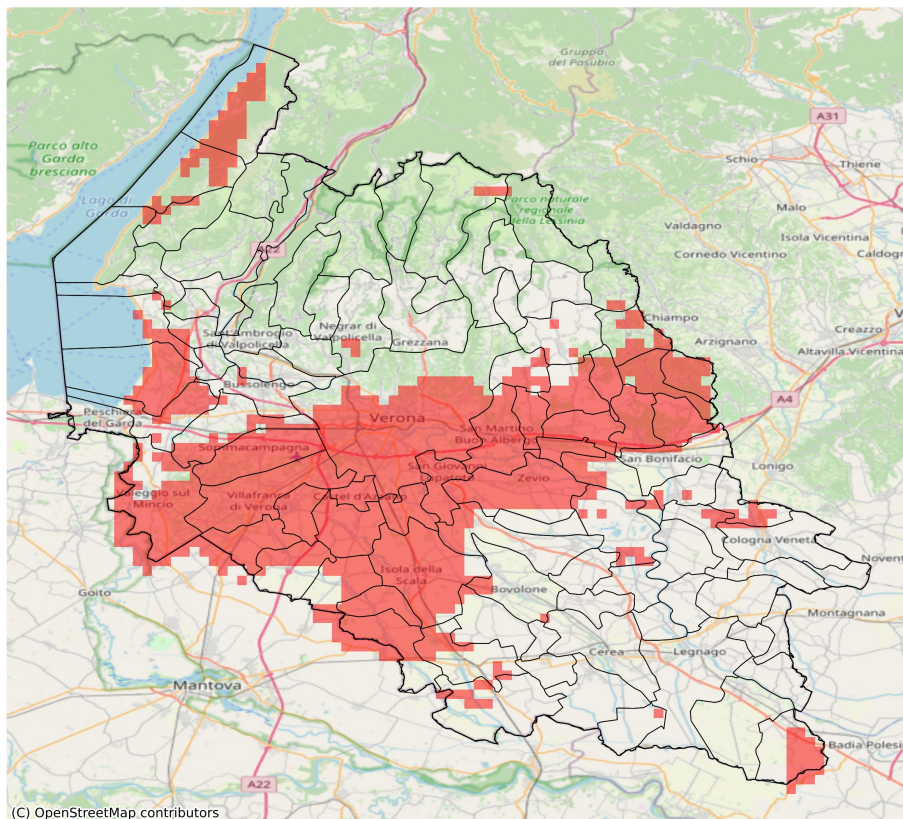 Gruppo
del Pasubio
A31
Parco alto
Garda
bresciano
Schio
Thiene
Lago di
Garda
Parco naturale
regionale
della Lessinia
Malo
Valdagno
Isola Vicentina
A22
Cornedo Vicentino
Caldogn
Chiampo
V
Sant'Ambrogio
di Valpolicella
Negrar di
Valpolicella
Grezzana
Arzignano
Creazzo
Altavilla Vicentina
Bussolengo
A4
Peschiera
del Garda
Verona
San Martino
Buon Albergo
Sommacampagna
San Bonifacio
Lonigo
San Giovanni
Lupatoto
Zevio
Valeggio sul
Mincio
Villafranca
di Verona
Castel d'Azzano
Cologna Veneta
Novent
Isola della
Scala
Bovolone
Goito
Montagnana
Cerea
Legnago
Mantova
Badia Polesi
A22
(C) OpenStreetMap contributors